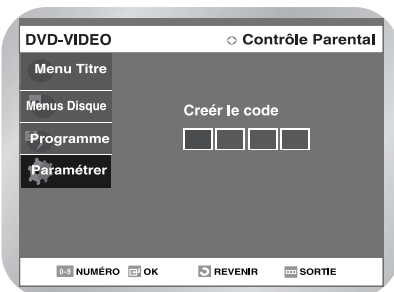 DVD-VIDEO Contrôle Parental
Menu Titre
Menus Disque
Creér le code
Programme
Paramétrer
0-9 NUMÉRO OK REVENIR SORTIE